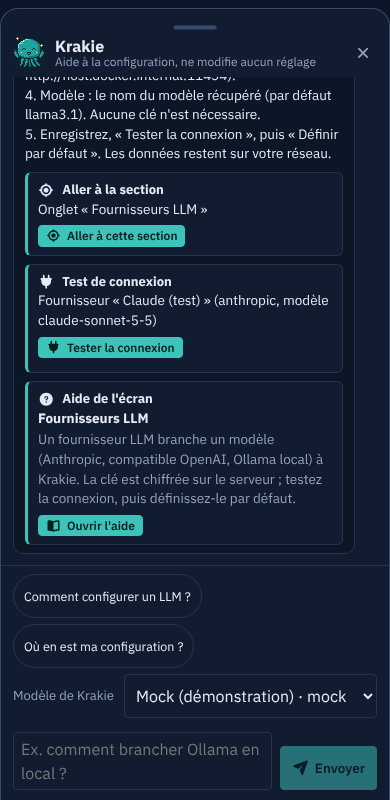 Krakie
Aide à la configuration, ne modifie aucun réglage
http://host.docker.internal:11434).
4. Modèle : le nom du modèle récupéré (par défaut
llama3.1). Aucune clé n'est nécessaire.
5. Enregistrez, « Tester la connexion », puis « Définir
par défaut ». Les données restent sur votre réseau.
Aller à la section
Onglet « Fournisseurs LLM »
Aller à cette section
Test de connexion
Fournisseur « Claude (test) » (anthropic, modèle
claude-sonnet-5-5)
Tester la connexion
Aide de l'écran
Fournisseurs LLM
Un fournisseur LLM branche un modèle
(Anthropic, compatible OpenAI, Ollama local) à
Krakie. La clé est chiffrée sur le serveur ; testez
la connexion, puis définissez-le par défaut.
Ouvrir l'aide
Comment configurer un LLM ?
Où en est ma configuration ?
Modèle de Krakie
Mock (démonstration) · mock
Ex. comment brancher Ollama en
local ?
Envoyer